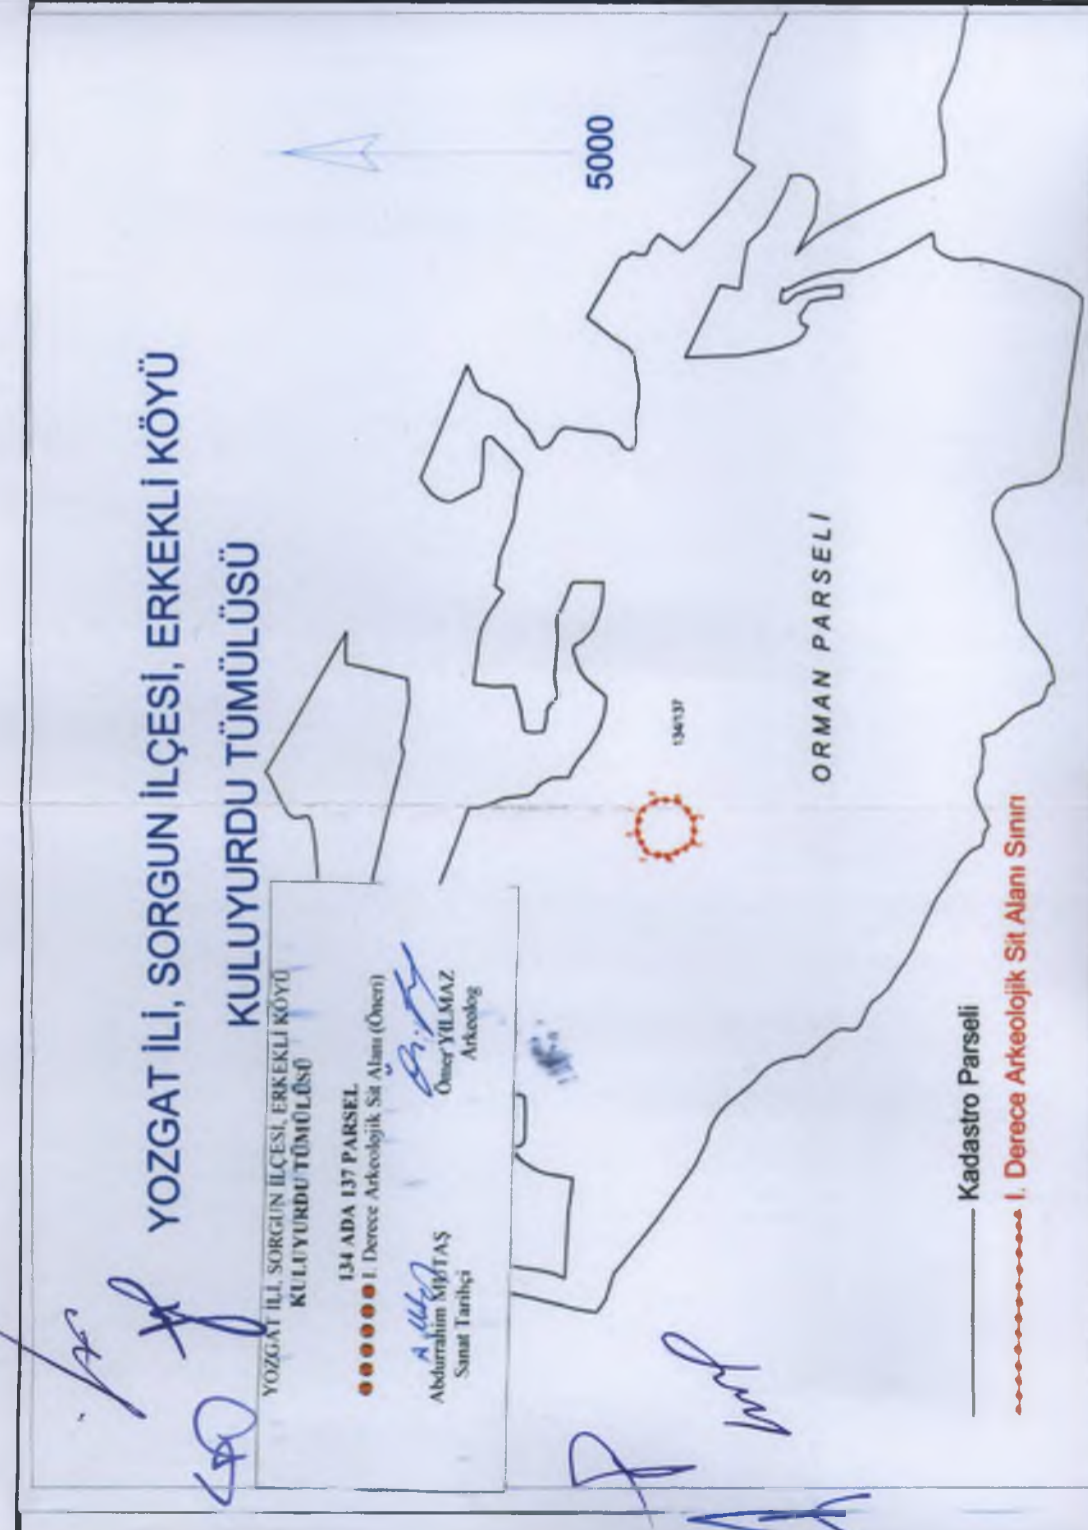 YOZGAT İLİ, SORGUN İLÇESİ, ERKEKLİ KÖYÜ
KULUYURDU TÜMÜLÜSÜ
5000
YOZGAT İLİ, SORGUN İLÇESİ, ERKEKLİ KÖYÜ
KULUYURDU TÜMÜLÜSÜ
134 ADA 137 PARSEL
I. Derece Arkeolojik Sit Alanı (Öneri)
Abdurrahim MUTAŞ
Sanat Tarihçi
Ömer YILMAZ
Arkeolog
134/137
ORMAN PARSELİ
Kadastro Parseli
I. Derece Arkeolojik Sit Alanı Sınırı